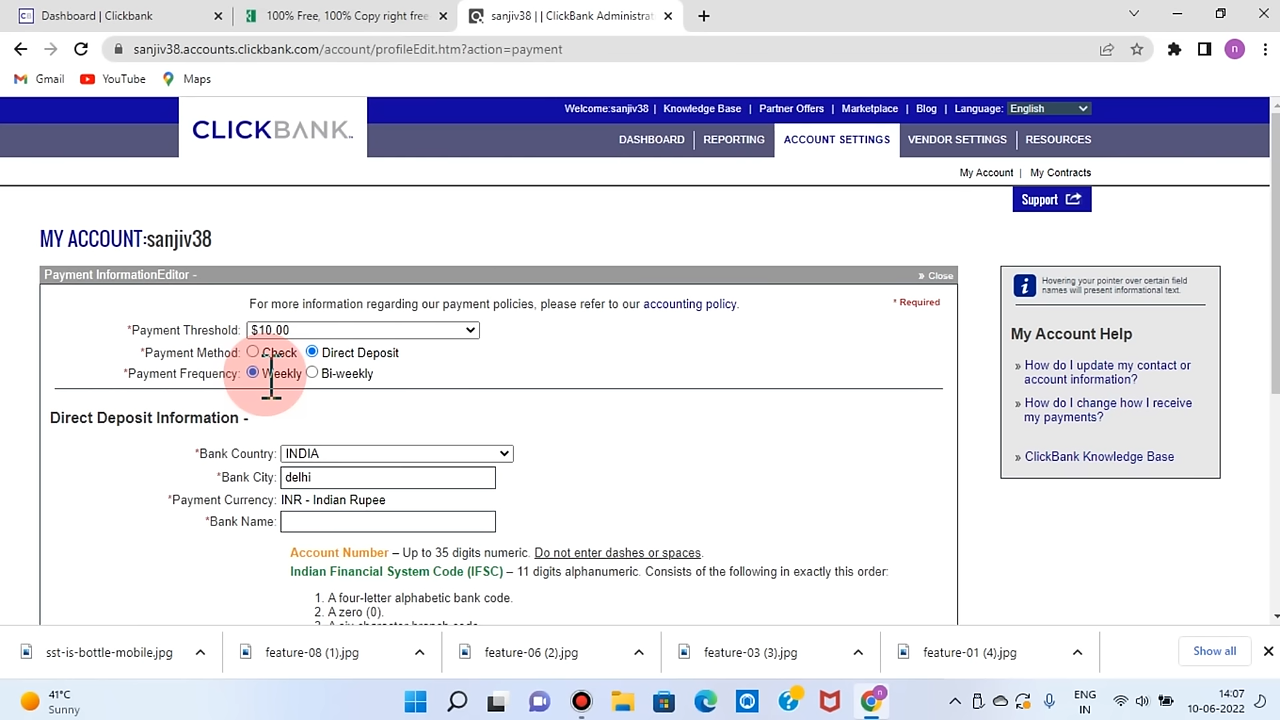 Dashboard | Clickbank
100% Free, 100% Copy right free
sanjiv38 | | ClickBank Administrat
sanjiv38.accounts.clickbank.com/account/profileEdit.htm?action=payment
n
Gmail
YouTube
Maps
Welcome:sanjiv38 | Knowledge Base | Partner Offers | Marketplace | Blog | Language: English
CLICKBANK
DASHBOARD | REPORTING ACCOUNT SETTINGS VENDOR SETTINGS | RESOURCES
My Account | My Contracts
Support
MY ACCOUNT:sanjiv38
Payment InformationEditor -
» Close
For more information regarding our payment policies, please refer to our accounting policy.
* Required
*Payment Threshold: $10.00
*Payment Method: Check Direct Deposit
*Payment Frequency: Weekly Bi-weekly
Direct Deposit Information -
*Bank Country: INDIA
*Bank City: delhi
*Payment Currency: INR - Indian Rupee
*Bank Name:
Account Number – Up to 35 digits numeric. Do not enter dashes or spaces.
Indian Financial System Code (IFSC) – 11 digits alphanumeric. Consists of the following in exactly this order:
1. A four-letter alphabetic bank code.
2. A zero (0).
Hovering your pointer over certain field
names will present informational text.
My Account Help
» How do I update my contact or
account information?
» How do I change how I receive
my payments?
» ClickBank Knowledge Base
sst-is-bottle-mobile.jpg
feature-08 (1).jpg
feature-06 (2).jpg
feature-03 (3).jpg
feature-01 (4).jpg
Show all
41°C
Sunny
ENG
IN
14:07
10-06-2022